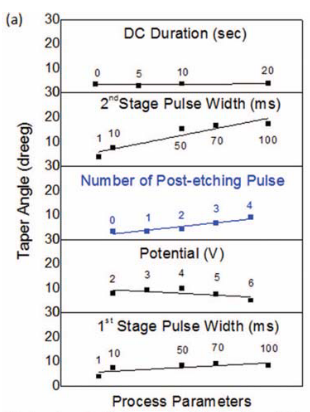 (a)
30
DC Duration (sec)
20
0 5 10 20
10
30
2nd Stage Pulse Width (ms)
20
1 10 50 70 100
10
30
Number of Post-etching Pulse
20
0 1 2 3 4
10
30
Potential (V)
20
2 3 4 5 6
10
30
1st Stage Pulse Width (ms)
20
1 10 50 70 100
10
0
Taper Angle (dreeg)
Process Parameters